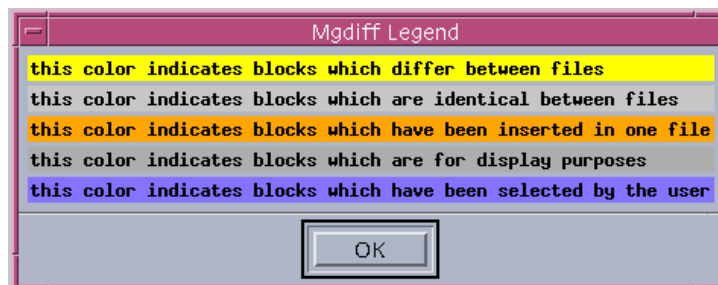 Mgdiff Legend
this color indicates blocks which differ between files
this color indicates blocks which are identical between files
this color indicates blocks which have been inserted in one file
this color indicates blocks which are for display purposes
this color indicates blocks which have been selected by the user
OK